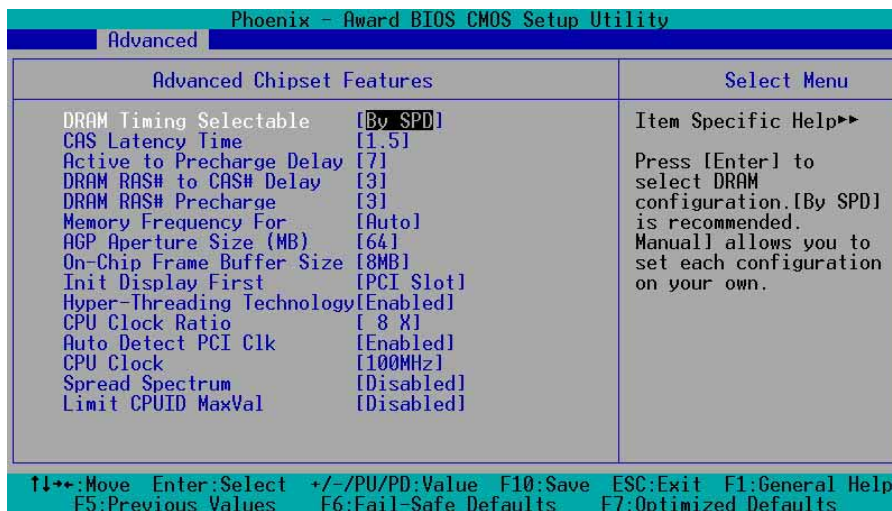 Phoenix - Award BIOS CMOS Setup Utility
Advanced
Advanced Chipset Features
DRAM Timing Selectable [By SPD]
CAS Latency Time [1.5]
Active to Precharge Delay [7]
DRAM RAS# to CAS# Delay [3]
DRAM RAS# Precharge [3]
Memory Frequency For [Auto]
AGP Aperture Size (MB) [64]
On-Chip Frame Buffer Size [8MB]
Init Display First [PCI Slot]
Hyper-Threading Technology[Enabled]
CPU Clock Ratio [ 8 X]
Auto Detect PCI Clk [Enabled]
CPU Clock [100MHz]
Spread Spectrum [Disabled]
Limit CPUID MaxVal [Disabled]
Select Menu
Item Specific Help►►
Press [Enter] to
select DRAM
configuration.[By SPD]
is recommended.
Manual] allows you to
set each configuration
on your own.
↑↓→←:Move Enter:Select +/-/PU/PD:Value F10:Save ESC:Exit F1:General Help
F5:Previous Values F6:Fail-Safe Defaults F7:Optimized Defaults